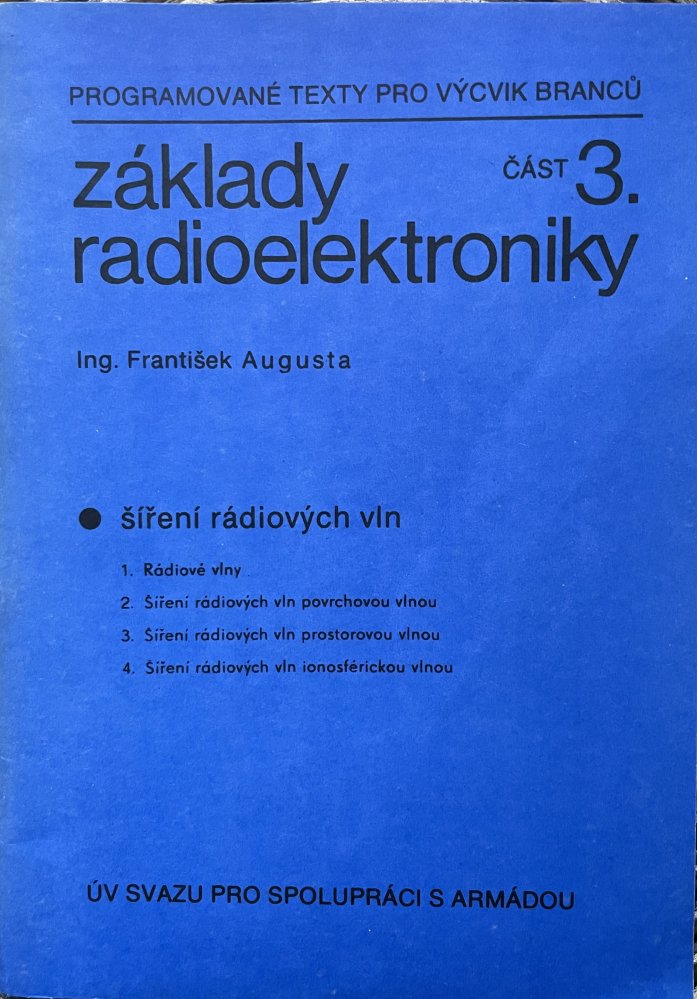 PROGRAMOVANÉ TEXTY PRO VÝCVIK BRANCŮ
základy ČÁST 3.
radioelektroniky
Ing. František Augusta
● šíření rádiových vln
1. Rádiové vlny
2. Šíření rádiových vln povrchovou vlnou
3. Šíření rádiových vln prostorovou vlnou
4. Šíření rádiových vln ionosférickou vlnou
ÚV SVAZU PRO SPOLUPRÁCI S ARMÁDOU